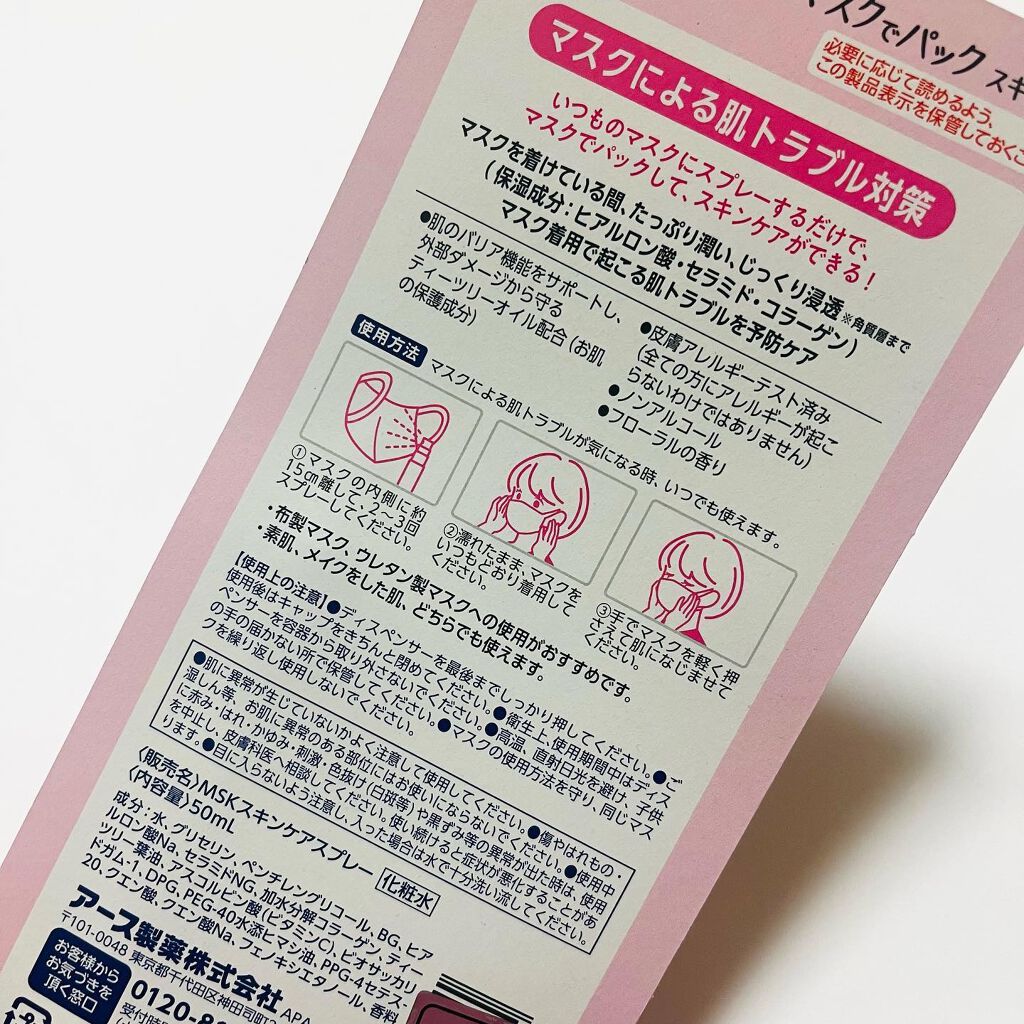 マスクでパック スキ
必要に応じて読めるよう、
この製品表示を保管しておくこ
マスクによる肌トラブル対策
いつものマスクにスプレーするだけで、
マスクでパックして、スキンケアができる!
マスクを着けている間、たっぷり潤い、じっくり浸透※角質層まで
(保湿成分:ヒアルロン酸・セラミド・コラーゲン)
マスク着用で起こる肌トラブルを予防ケア
●肌のバリア機能をサポートし、
外部ダメージから守る
ティーツリーオイル配合(お肌
の保護成分)
●皮膚アレルギーテスト済み
(全ての方にアレルギーが起こ
らないわけではありません)
●ノンアルコール
●フローラルの香り
使用方法 マスクによる肌トラブルが気になる時、いつでも使えます。
①マスクの内側に約
15㎝離して、2〜3回
スプレーしてください。
②濡れたまま、マスクを
いつもどおり着用して
ください。
③手でマスクを軽く押
さえて肌になじませて
ください。
・布製マスク、ウレタン製マスクへの使用がおすすめです。
・素肌、メイクをした肌、どちらでも使えます。
【使用上の注意】●ディスペンサーを最後までしっかり押してください。●ご
使用後はキャップをきちんと閉めてください。●衛生上、使用期間中はディス
ペンサーを容器から取り外さないでください。●高温、直射日光を避け、子供
の手の届かない所で保管してください。●マスクの使用方法を守り、同じマス
クを繰り返し使用しないでください。
●肌に異常が生じていないかよく注意して使用してください。●傷やはれもの・
湿しん等、お肌に異常のある部位にはお使いにならないでください。●使用中
に赤み・はれ・かゆみ・刺激・色抜け(白斑等)や黒ずみ等の異常が出た時は、使用
を中止し、皮膚科医へ相談してください。使い続けると症状が悪化することがあ
ります。●目に入らないよう注意し、入った場合は水で十分洗い流してください。
〈販売名〉MSKスキンケアスプレー 化粧水
〈内容量〉50mL
成分:水、グリセリン、ペンチレングリコール、BG、ヒア
ルロン酸Na、セラミドNG、加水分解コラーゲン、ティー
ツリー葉油、アスコルビン酸(ビタミンC)、ビオサッカリ
ドガム-1、DPG、PEG-40水添ヒマシ油、PPG-4セテス-
20、クエン酸、クエン酸Na、フェノキシエタノール、香料
アース製薬株式会社
〒101-0048 東京都千代田区神田司町2
お客様から
お気づきを
頂く窓口
0120-8
受付時間